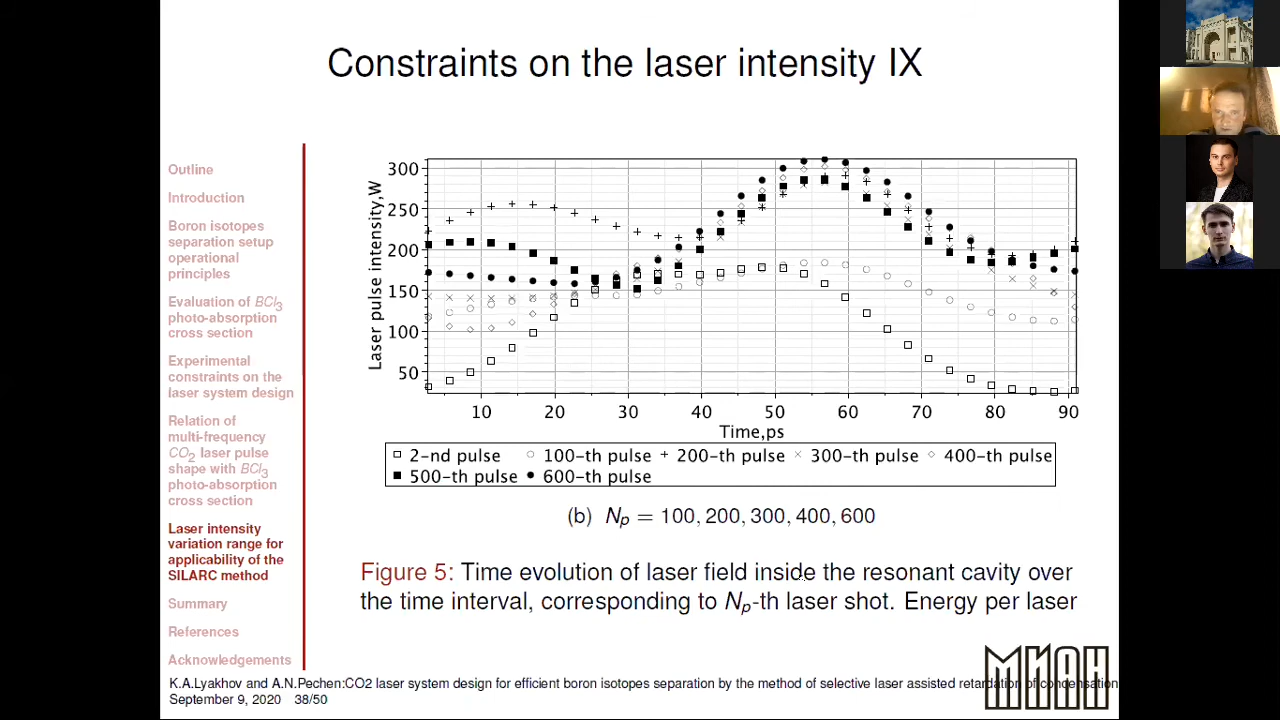 Constraints on the laser intensity IX
Outline
Introduction
Boron isotopes
separation setup
operational
principles
Evaluation of BCl3
photo-absorption
cross section
Experimental
constraints on the
laser system design
Relation of
multi-frequency
CO2 laser pulse
shape with BCl3
photo-absorption
cross section
Laser intensity
variation range for
applicability of the
SILARC method
Summary
References
Acknowledgements
Laser pulse intensity,W
300
250
200
150
100
50
10 20 30 40 50 60 70 80 90
Time,ps
2-nd pulse 100-th pulse 200-th pulse 300-th pulse 400-th pulse
500-th pulse 600-th pulse
(b) Np = 100, 200, 300, 400, 600
Figure 5: Time evolution of laser field inside the resonant cavity over
the time interval, corresponding to Np-th laser shot. Energy per laser
МИАН
K.A.Lyakhov and A.N.Pechen:CO2 laser system design for efficient boron isotopes separation by the method of selective laser assisted retardation of condensation
September 9, 2020 38/50